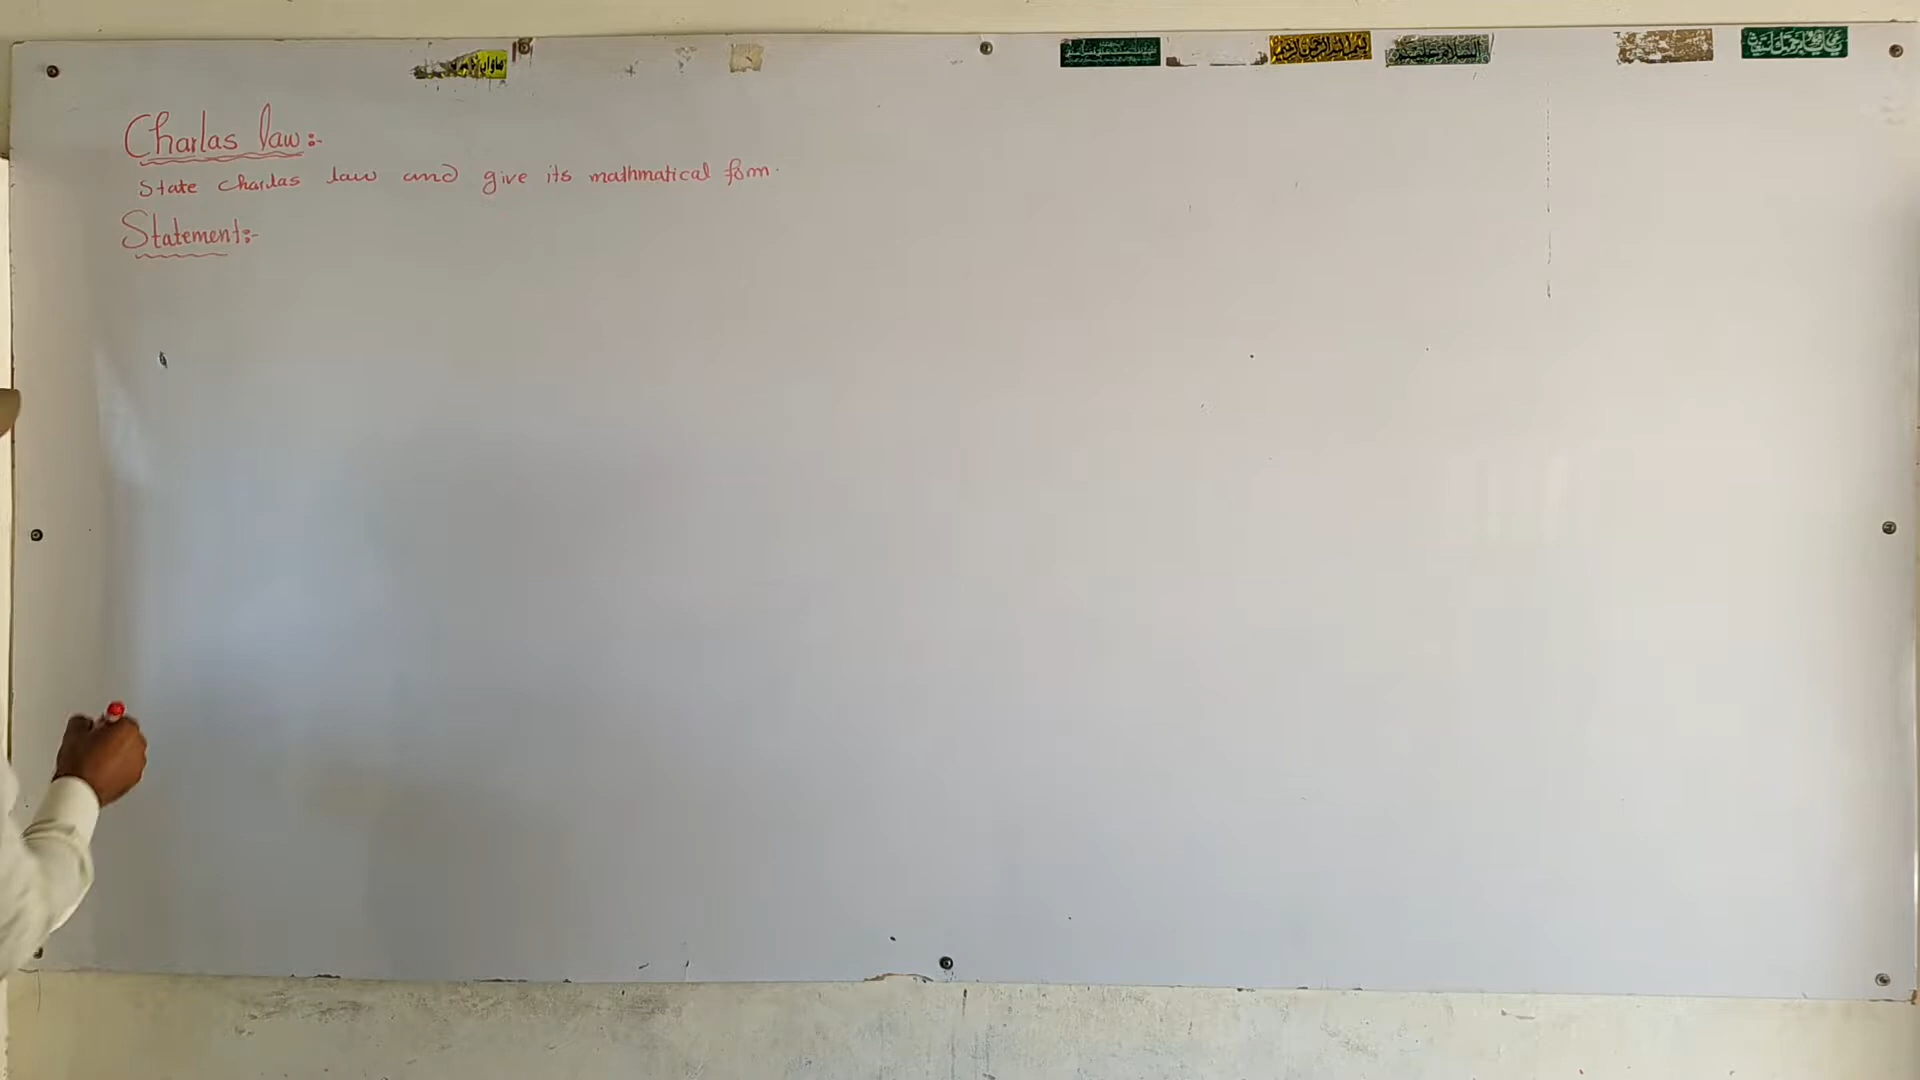 Charlas law:-
State charlas law and give its mathmatical form.
Statement:-